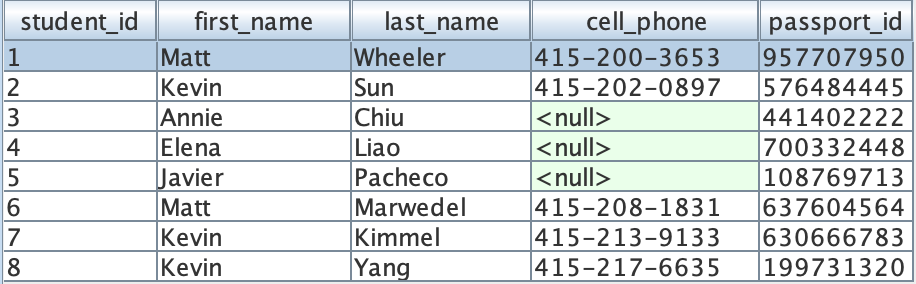 student_id first_name last_name cell_phone passport_id
1 Matt Wheeler 415-200-3653 957707950
2 Kevin Sun 415-202-0897 576484445
3 Annie Chiu <null> 441402222
4 Elena Liao <null> 700332448
5 Javier Pacheco <null> 108769713
6 Matt Marwedel 415-208-1831 637604564
7 Kevin Kimmel 415-213-9133 630666783
8 Kevin Yang 415-217-6635 199731320